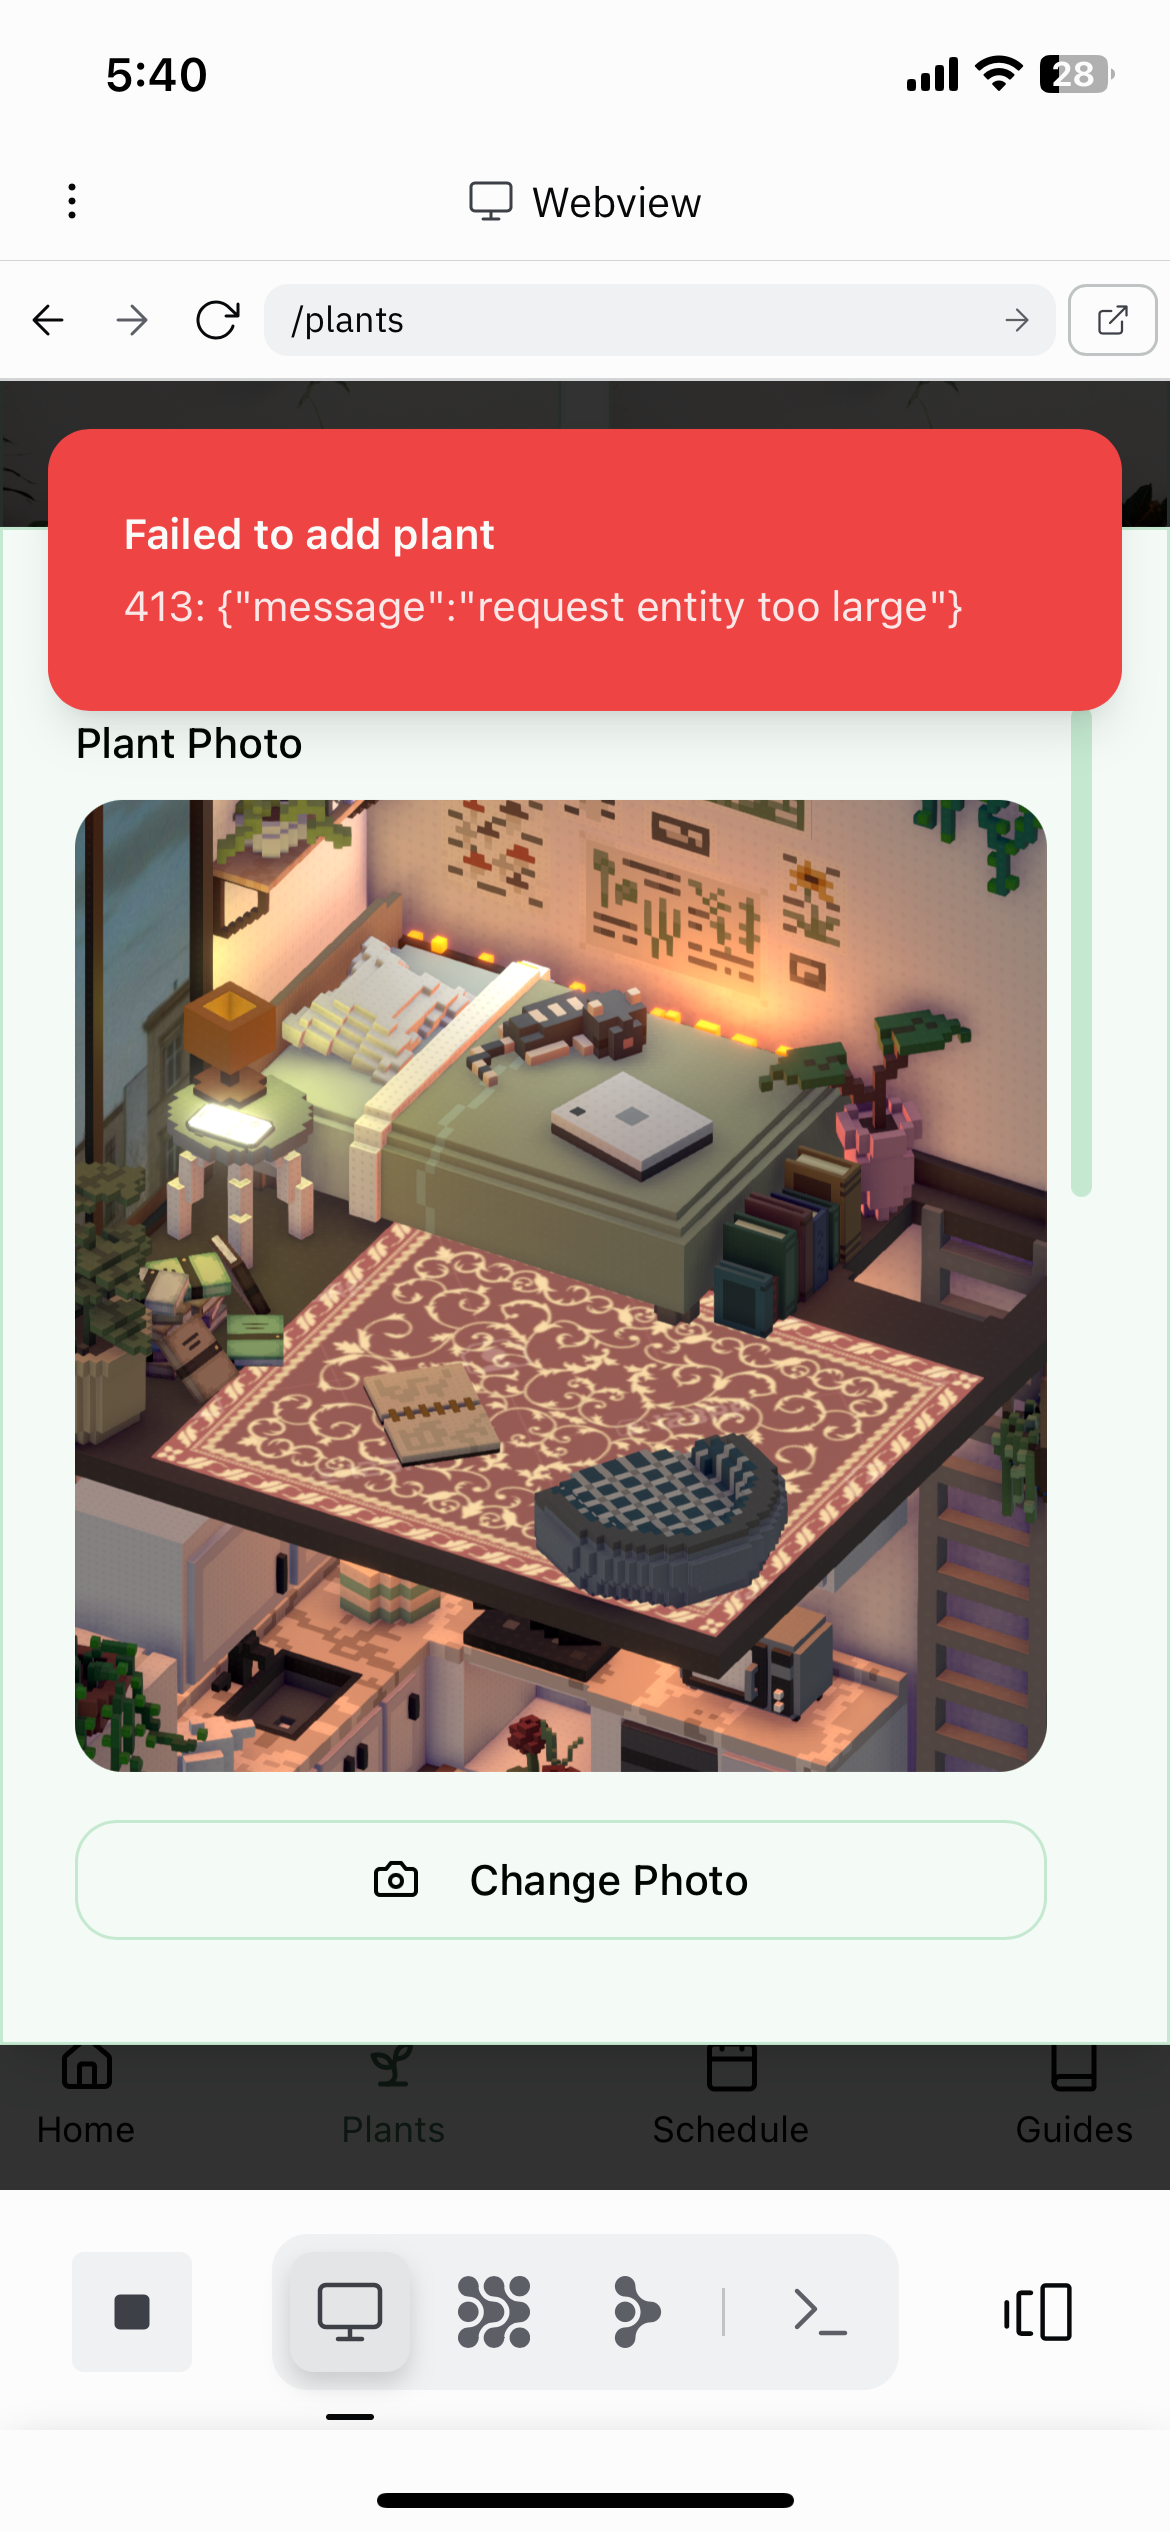 5:40
28
Webview
/plants
Failed to add plant
413: {"message":"request entity too large"}
Plant Photo
Change Photo
Home
Plants
Schedule
Guides